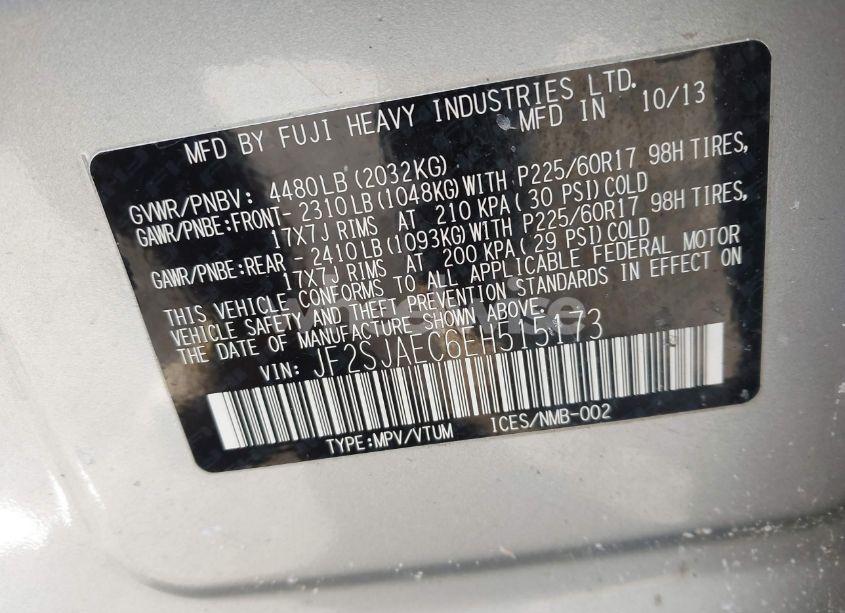 MFD BY FUJI HEAVY INDUSTRIES LTD.
MFD IN 10/13
GVWR/PNBV: 4480LB(2032KG)
GAWR/PNBE:FRONT- 2310LB(1048KG)WITH P225/60R17 98H TIRES,
17X7J RIMS AT 210 KPA( 30 PSI)COLD
GAWR/PNBE:REAR - 2410LB(1093KG)WITH P225/60R17 98H TIRES,
17X7J RIMS AT 200 KPA( 29 PSI)COLD
THIS VEHICLE CONFORMS TO ALL APPLICABLE FEDERAL MOTOR
VEHICLE SAFETY AND THEFT PREVENTION STANDARDS IN EFFECT ON
THE DATE OF MANUFACTURE SHOWN ABOVE.
VIN: JF2SJAEC6EH515173
TYPE:MPV/VTUM ICES/NMB-002